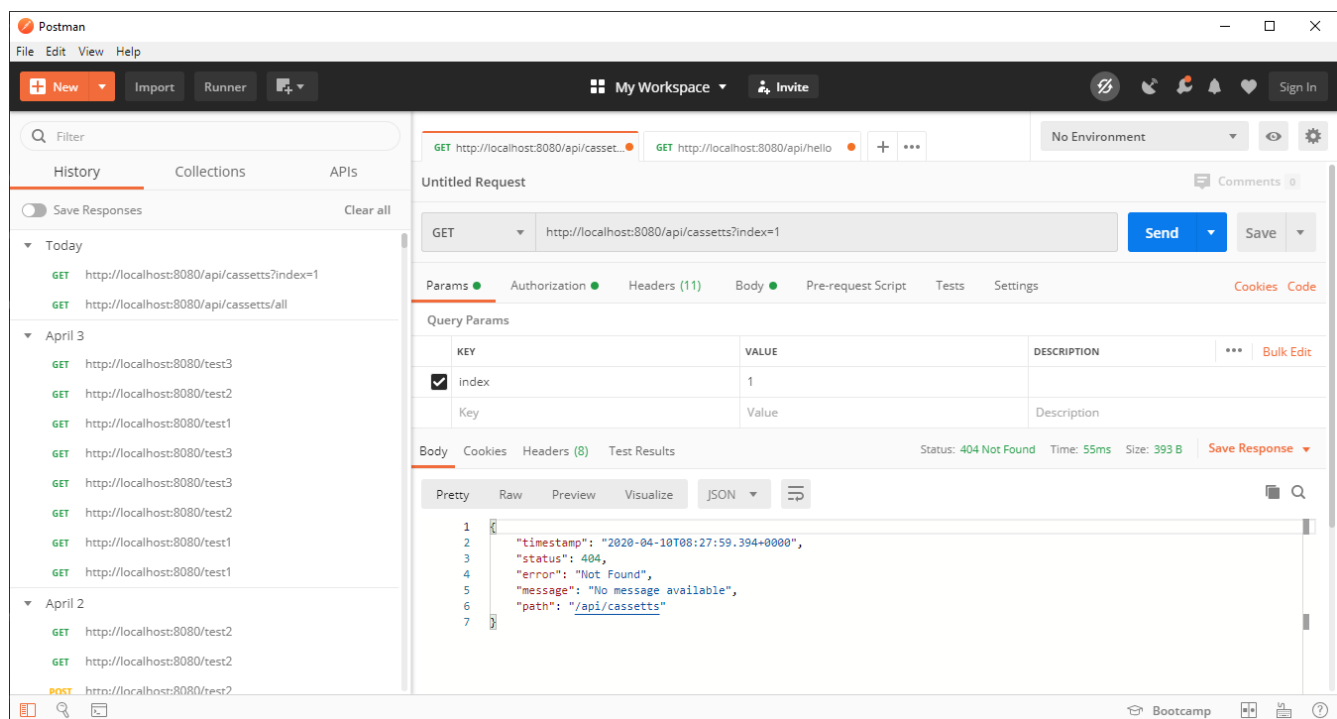 Postman
File Edit View Help
New Import Runner My Workspace Invite Sign In
Filter
History Collections APIs
Save Responses Clear all
Today
GET http://localhost:8080/api/cassetts?index=1
GET http://localhost:8080/api/cassetts/all
April 3
GET http://localhost:8080/test3
GET http://localhost:8080/test2
GET http://localhost:8080/test1
GET http://localhost:8080/test3
GET http://localhost:8080/test3
GET http://localhost:8080/test2
GET http://localhost:8080/test1
GET http://localhost:8080/test1
April 2
GET http://localhost:8080/test2
GET http://localhost:8080/test2
POST http://localhost:8080/test2
GET http://localhost:8080/api/casset... GET http://localhost:8080/api/hello + ••• No Environment
Untitled Request Comments 0
GET http://localhost:8080/api/cassetts?index=1 Send Save
Params Authorization Headers (11) Body Pre-request Script Tests Settings Cookies Code
Query Params
KEY VALUE DESCRIPTION ••• Bulk Edit
index 1
Key Value Description
Body Cookies Headers (8) Test Results Status: 404 Not Found Time: 55ms Size: 393 B Save Response
Pretty Raw Preview Visualize JSON
1 {
2 "timestamp": "2020-04-10T08:27:59.394+0000",
3 "status": 404,
4 "error": "Not Found",
5 "message": "No message available",
6 "path": "/api/cassetts"
7 }
Bootcamp